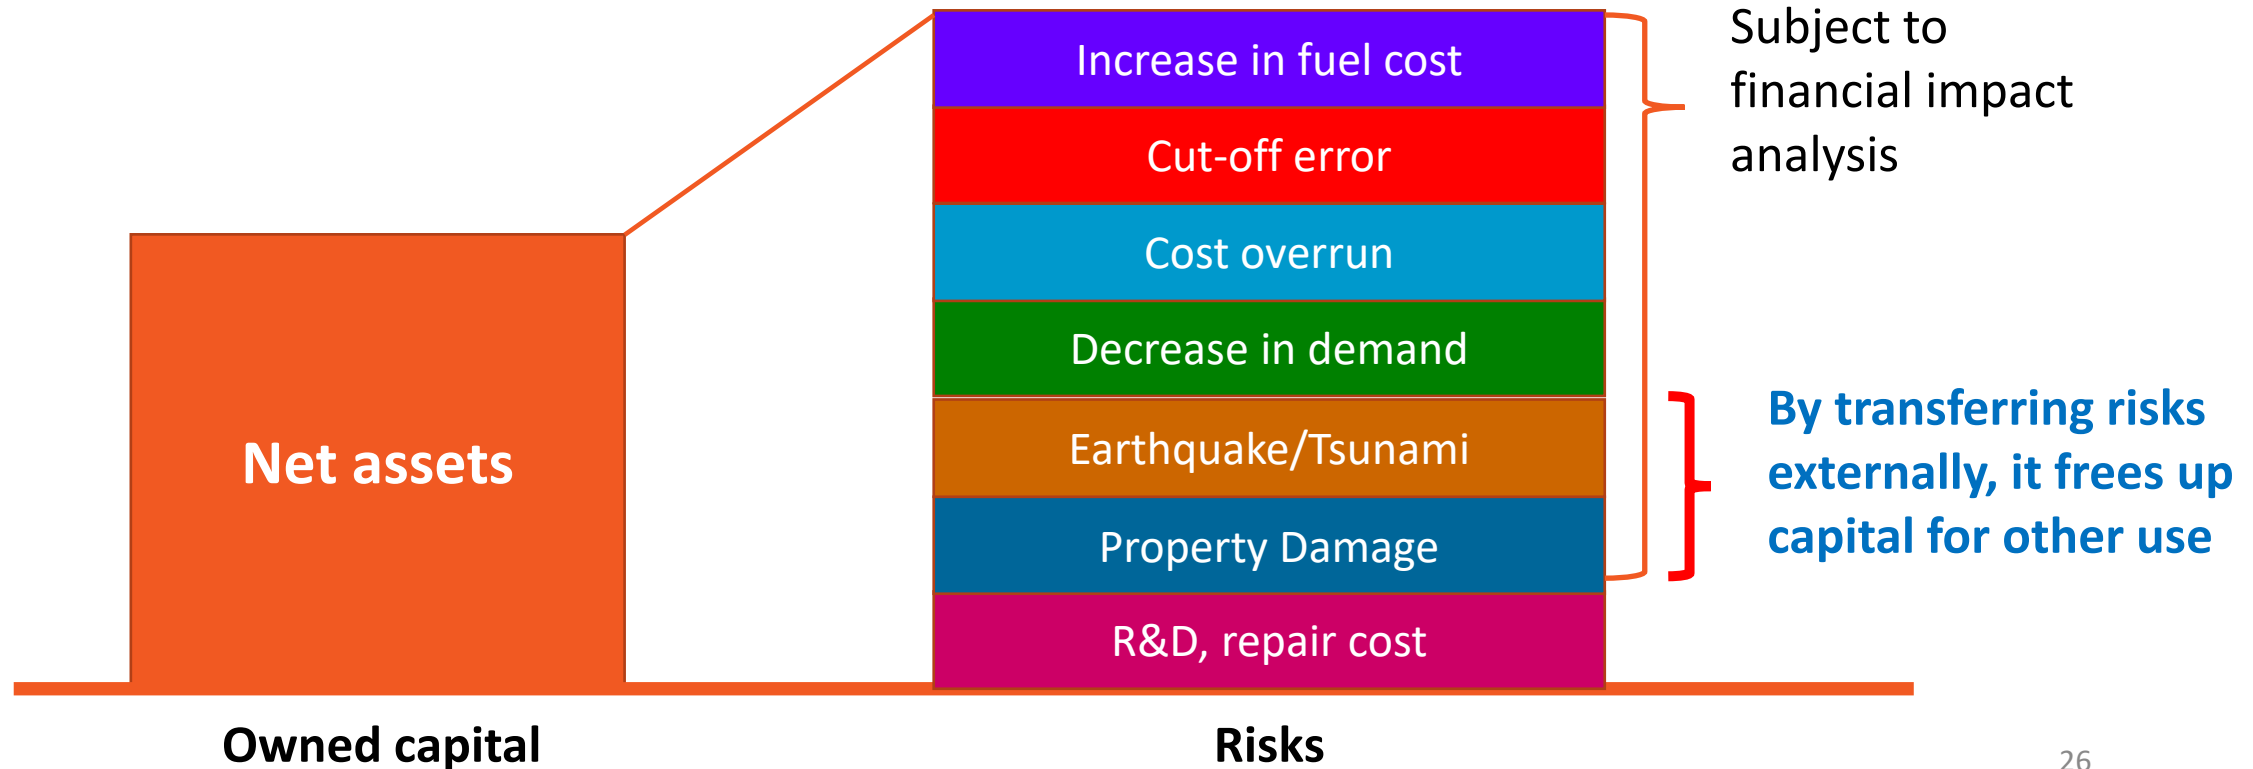 Subject to
financial impact
analysis
Increase in fuel cost
Cut-off error
Cost overrun
Decrease in demand
Earthquake/Tsunami
Property Damage
R&D, repair cost
By transferring risks
externally, it frees up
capital for other use
Net assets
Owned capital
Risks
26